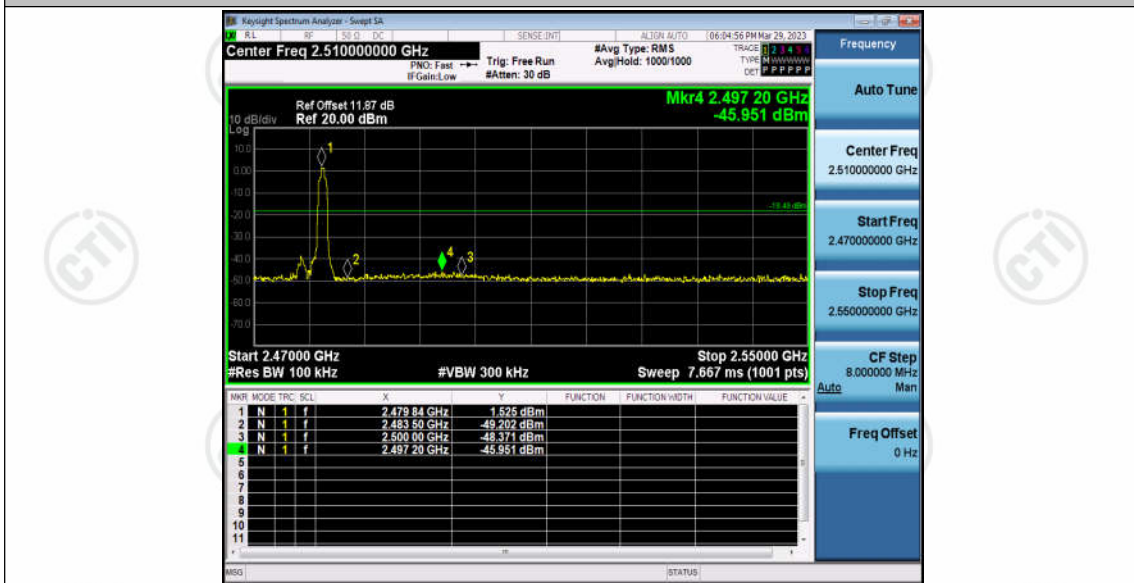 Keysight Spectrum Analyzer - Swept SA
RL RF 50 Ω DC SENSE:INT ALIGN AUTO 06:04:56 PM Mar 29, 2023
Center Freq 2.510000000 GHz
PNO: Fast
IFGain:Low
Trig: Free Run
#Atten: 30 dB
#Avg Type: RMS
Avg|Hold: 1000/1000
TRACE 1 2 3 4 5 6
TYPE M WWWWW
DET P P P P P P
Frequency
Auto Tune
Center Freq
2.510000000 GHz
Start Freq
2.470000000 GHz
Stop Freq
2.550000000 GHz
CF Step
8.000000 MHz
Auto Man
Freq Offset
0 Hz
Mkr4 2.497 20 GHz
-45.951 dBm
Ref Offset 11.87 dB
10 dB/div Ref 20.00 dBm
Log
10.0
0.00
-10.0
-20.0
-30.0
-40.0
-50.0
-60.0
-70.0
1
2
4
3
Start 2.47000 GHz Stop 2.55000 GHz
#Res BW 100 kHz #VBW 300 kHz Sweep 7.667 ms (1001 pts)
MKR MODE TRC SCL X Y FUNCTION FUNCTION WIDTH FUNCTION VALUE
1 N 1 f 2.479 84 GHz 1.525 dBm
2 N 1 f 2.483 50 GHz -49.202 dBm
3 N 1 f 2.500 00 GHz -48.371 dBm
4 N 1 f 2.497 20 GHz -45.951 dBm
5
6
7
8
9
10
11
MSG STATUS
CTI
CTI